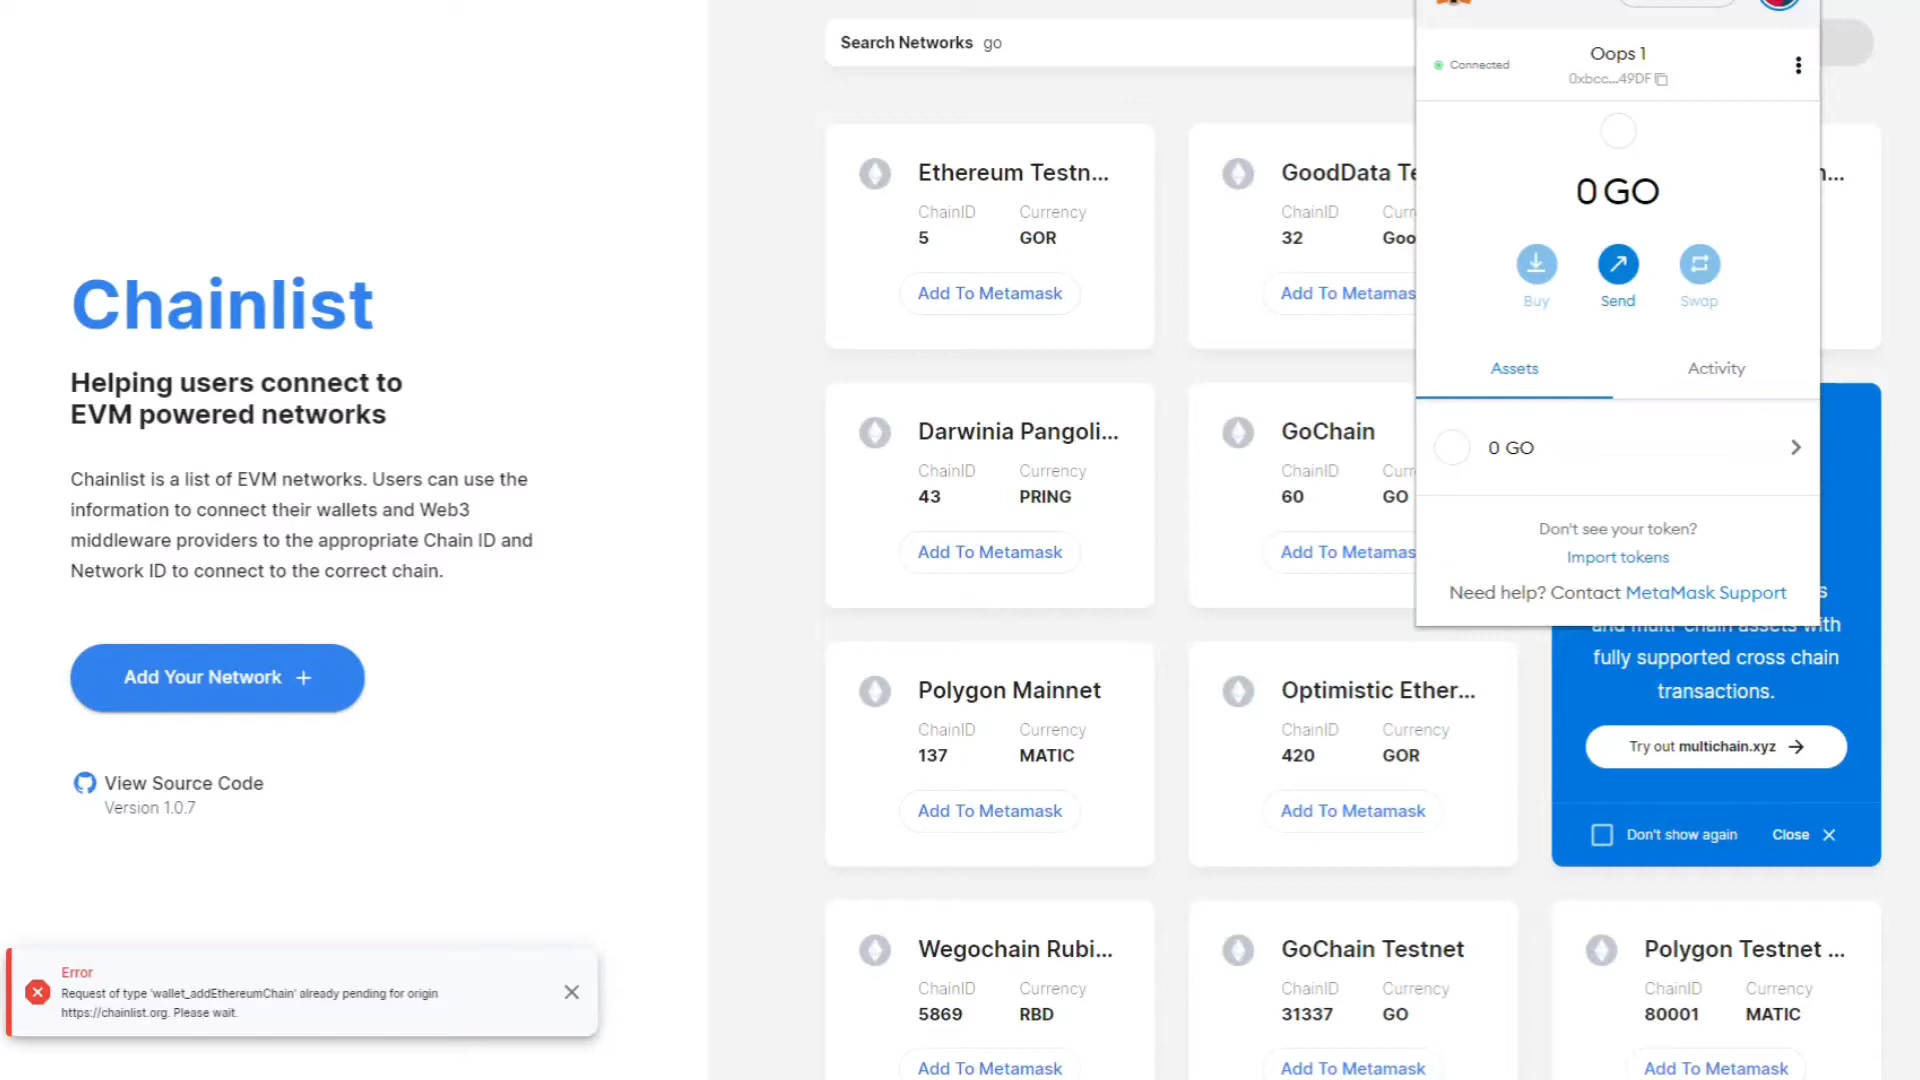 Chainlist
Helping users connect to
EVM powered networks
Chainlist is a list of EVM networks. Users can use the
information to connect their wallets and Web3
middleware providers to the appropriate Chain ID and
Network ID to connect to the correct chain.
Add Your Network +
View Source Code
Version 1.0.7
Error
Request of type 'wallet_addEthereumChain' already pending for origin
https://chainlist.org. Please wait.
Search Networks go
Ethereum Testn...
ChainID Currency
5 GOR
Add To Metamask
GoodData Te
ChainID Curr
32 Goo
Add To Metamas
Darwinia Pangoli...
ChainID Currency
43 PRING
Add To Metamask
GoChain
ChainID Curr
60 GO
Add To Metamas
Polygon Mainnet
ChainID Currency
137 MATIC
Add To Metamask
Optimistic Ether...
ChainID Currency
420 GOR
Add To Metamask
Wegochain Rubi...
ChainID Currency
5869 RBD
Add To Metamask
GoChain Testnet
ChainID Currency
31337 GO
Add To Metamask
Polygon Testnet ...
ChainID Currency
80001 MATIC
Add To Metamask
Connected
Oops 1
0xbcc...49DF
0 GO
Buy Send Swap
Assets Activity
0 GO
Don't see your token?
Import tokens
Need help? Contact MetaMask Support
and multi-chain assets with
fully supported cross chain
transactions.
Try out multichain.xyz →
Don't show again Close